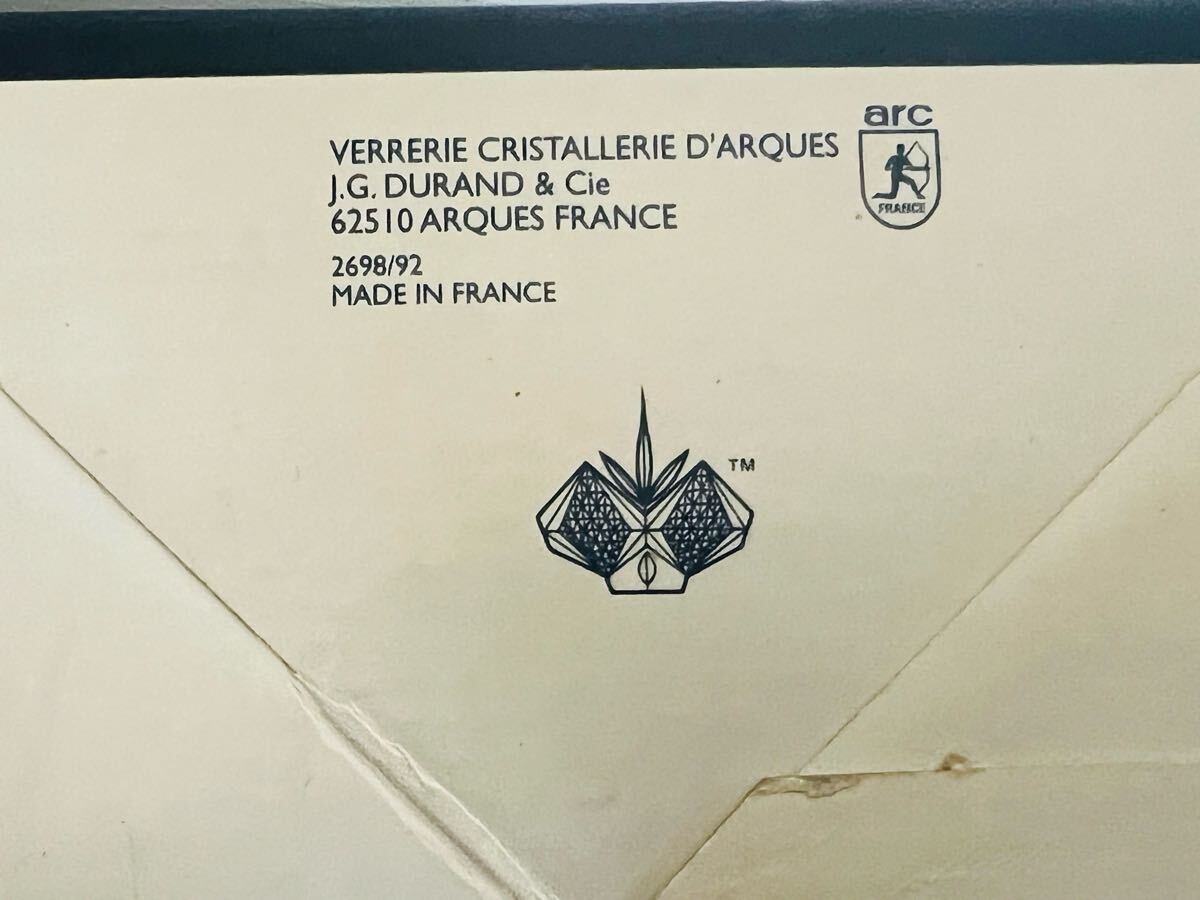 arc
VERRERIE CRISTALLERIE D'ARQUES
J.G. DURAND & Cie
62510 ARQUES FRANCE
FRANCE
2698/92
MADE IN FRANCE
TM